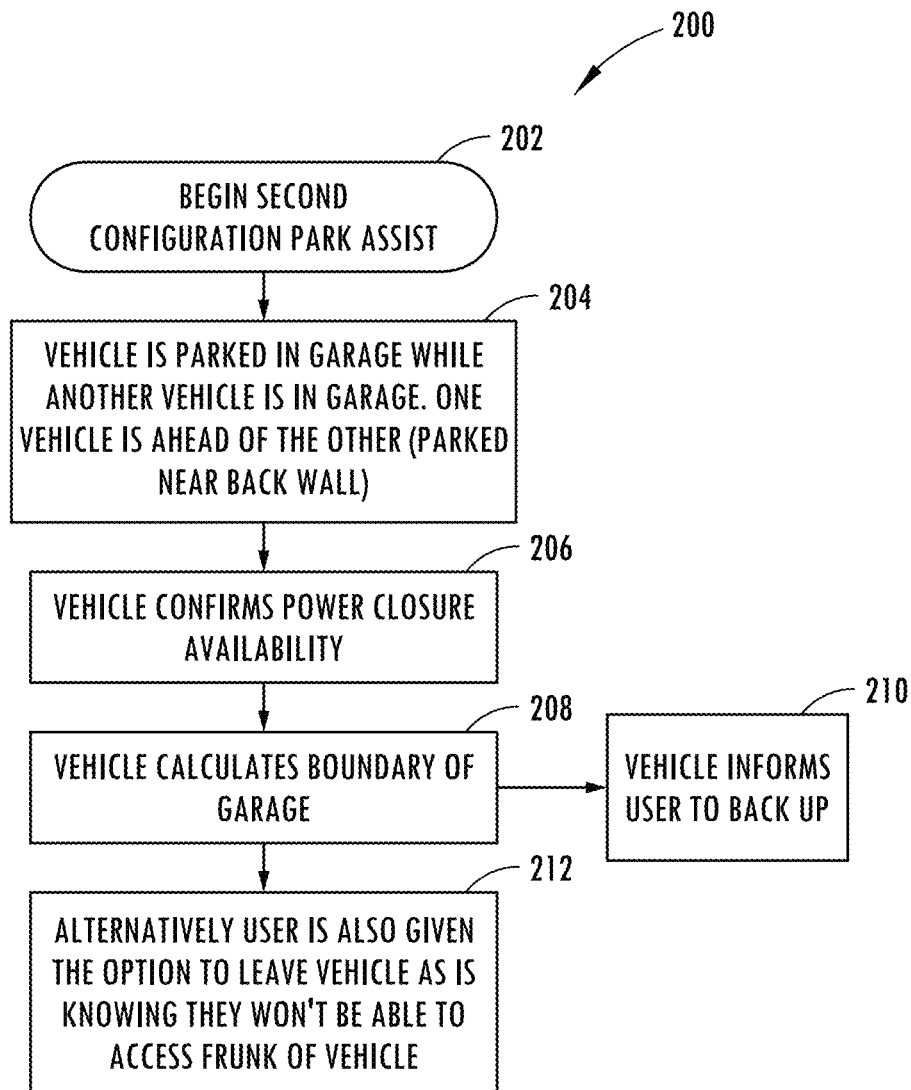 200
202
BEGIN SECOND
CONFIGURATION PARK ASSIST
204
VEHICLE IS PARKED IN GARAGE WHILE
ANOTHER VEHICLE IS IN GARAGE. ONE
VEHICLE IS AHEAD OF THE OTHER (PARKED
NEAR BACK WALL)
206
VEHICLE CONFIRMS POWER CLOSURE
AVAILABILITY
208
VEHICLE CALCULATES BOUNDARY OF
GARAGE
210
VEHICLE INFORMS
USER TO BACK UP
212
ALTERNATIVELY USER IS ALSO GIVEN
THE OPTION TO LEAVE VEHICLE AS IS
KNOWING THEY WON'T BE ABLE TO
ACCESS FRUNK OF VEHICLE